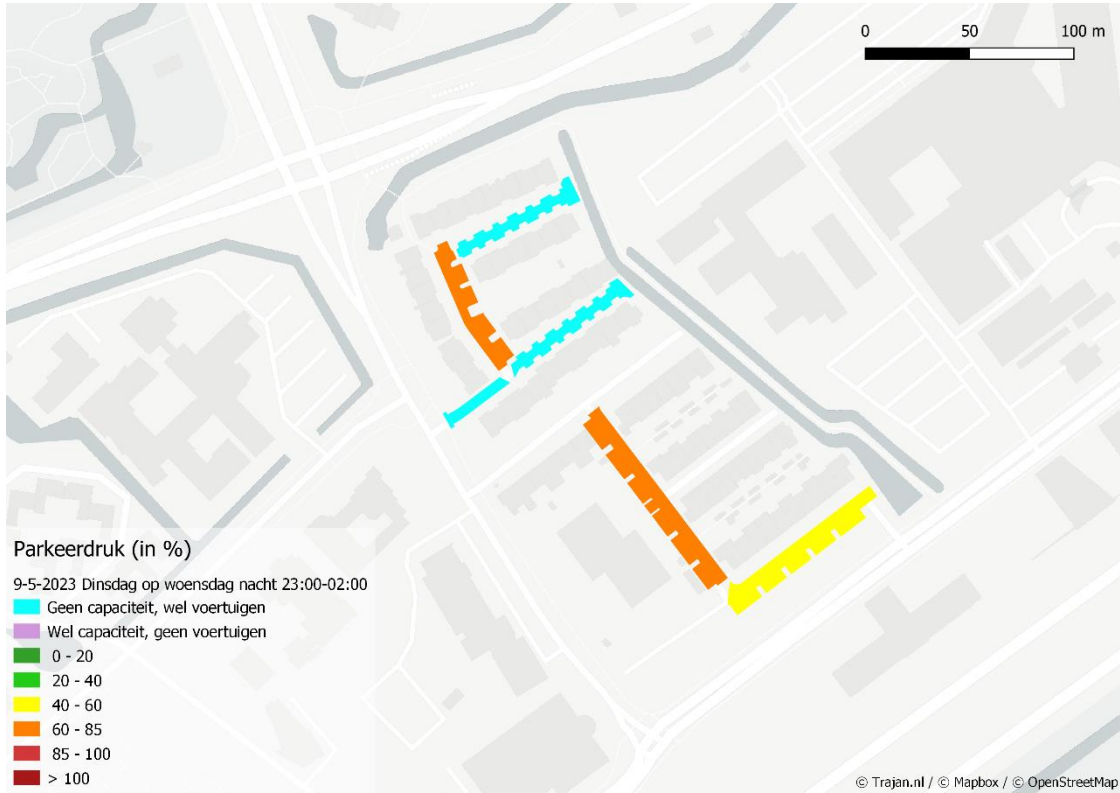 0 50 100 m
Parkeerdruk (in %)
9-5-2023 Dinsdag op woensdag nacht 23:00-02:00
Geen capaciteit, wel voertuigen
Wel capaciteit, geen voertuigen
0 - 20
20 - 40
40 - 60
60 - 85
85 - 100
> 100
© Trajan.nl / © Mapbox / © OpenStreetMap